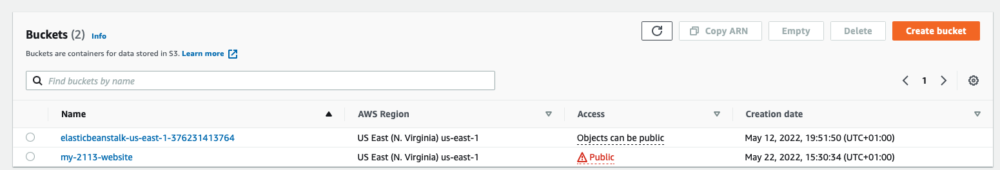 Buckets (2) Info
Copy ARN Empty Delete Create bucket
Buckets are containers for data stored in S3. Learn more
Find buckets by name
1
Name AWS Region Access Creation date
elasticbeanstalk-us-east-1-376231413764 US East (N. Virginia) us-east-1 Objects can be public May 12, 2022, 19:51:50 (UTC+01:00)
my-2113-website US East (N. Virginia) us-east-1 Public May 22, 2022, 15:30:34 (UTC+01:00)